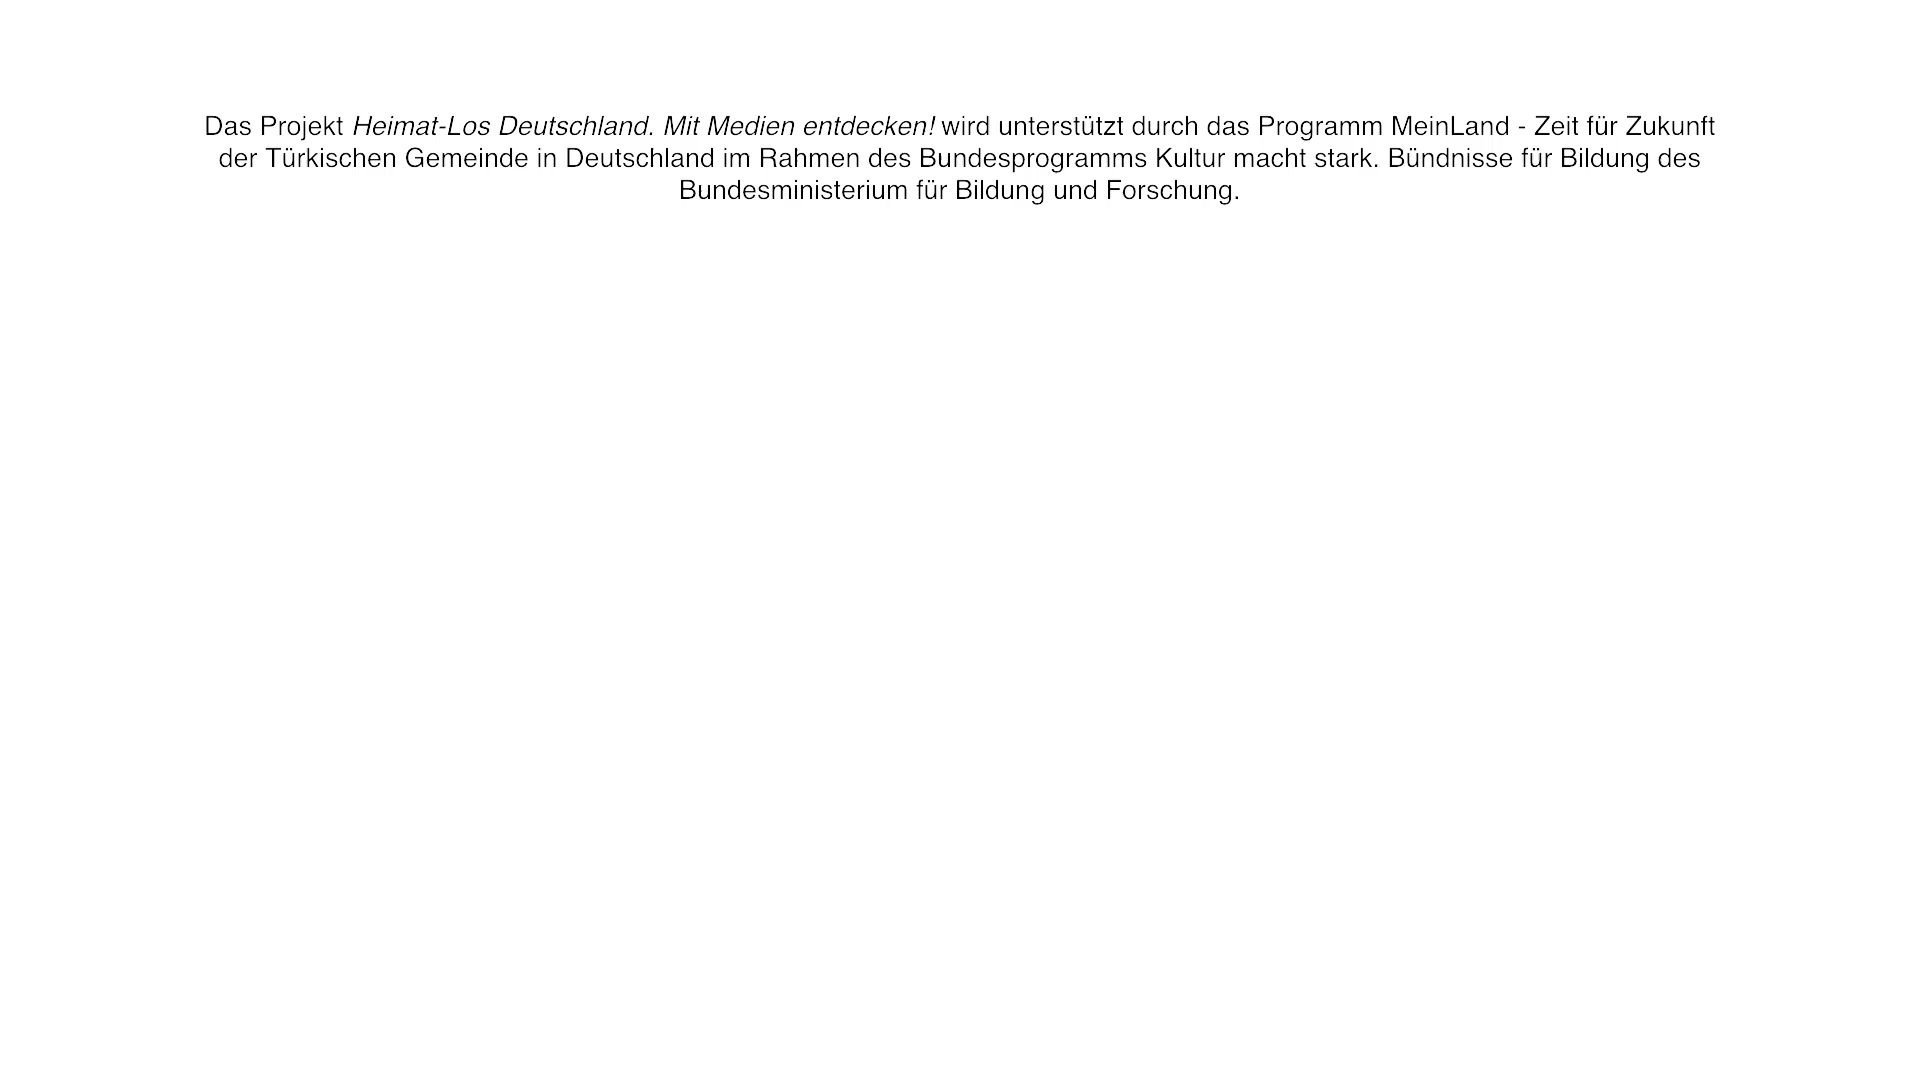 Das Projekt Heimat-Los Deutschland. Mit Medien entdecken! wird unterstützt durch das Programm MeinLand - Zeit für Zukunft
der Türkischen Gemeinde in Deutschland im Rahmen des Bundesprogramms Kultur macht stark. Bündnisse für Bildung des
Bundesministerium für Bildung und Forschung.